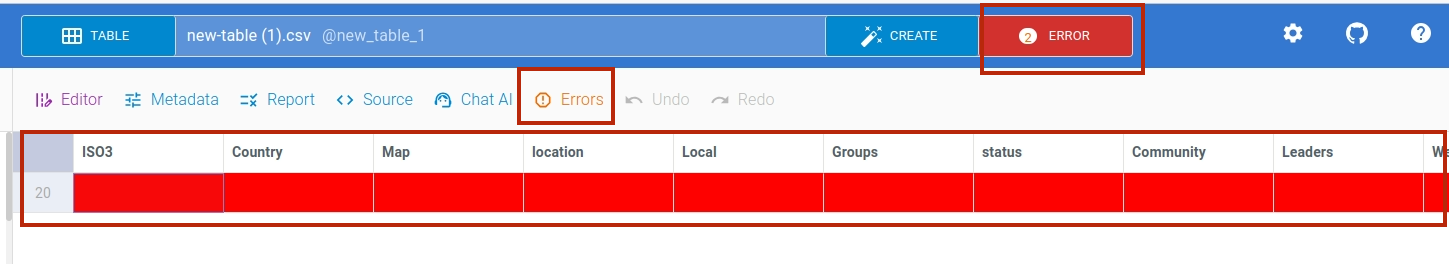 TABLE new-table (1).csv @new_table_1 CREATE 2 ERROR
Editor Metadata Report Source Chat AI Errors Undo Redo
ISO3 Country Map location Local Groups status Community Leaders
20